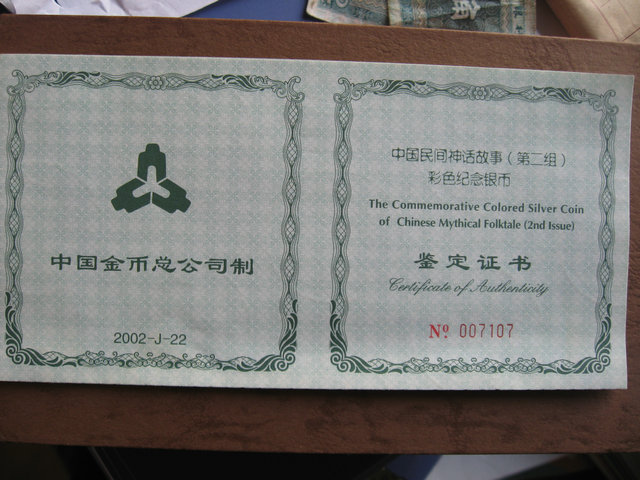 中国金币总公司制
2002-J-22
中国民间神话故事（第二组）
彩色纪念银币
The Commemorative Colored Silver Coin
of Chinese Mythical Folktale (2nd Issue)
鉴定证书
Certificate of Authenticity
Nº 007107